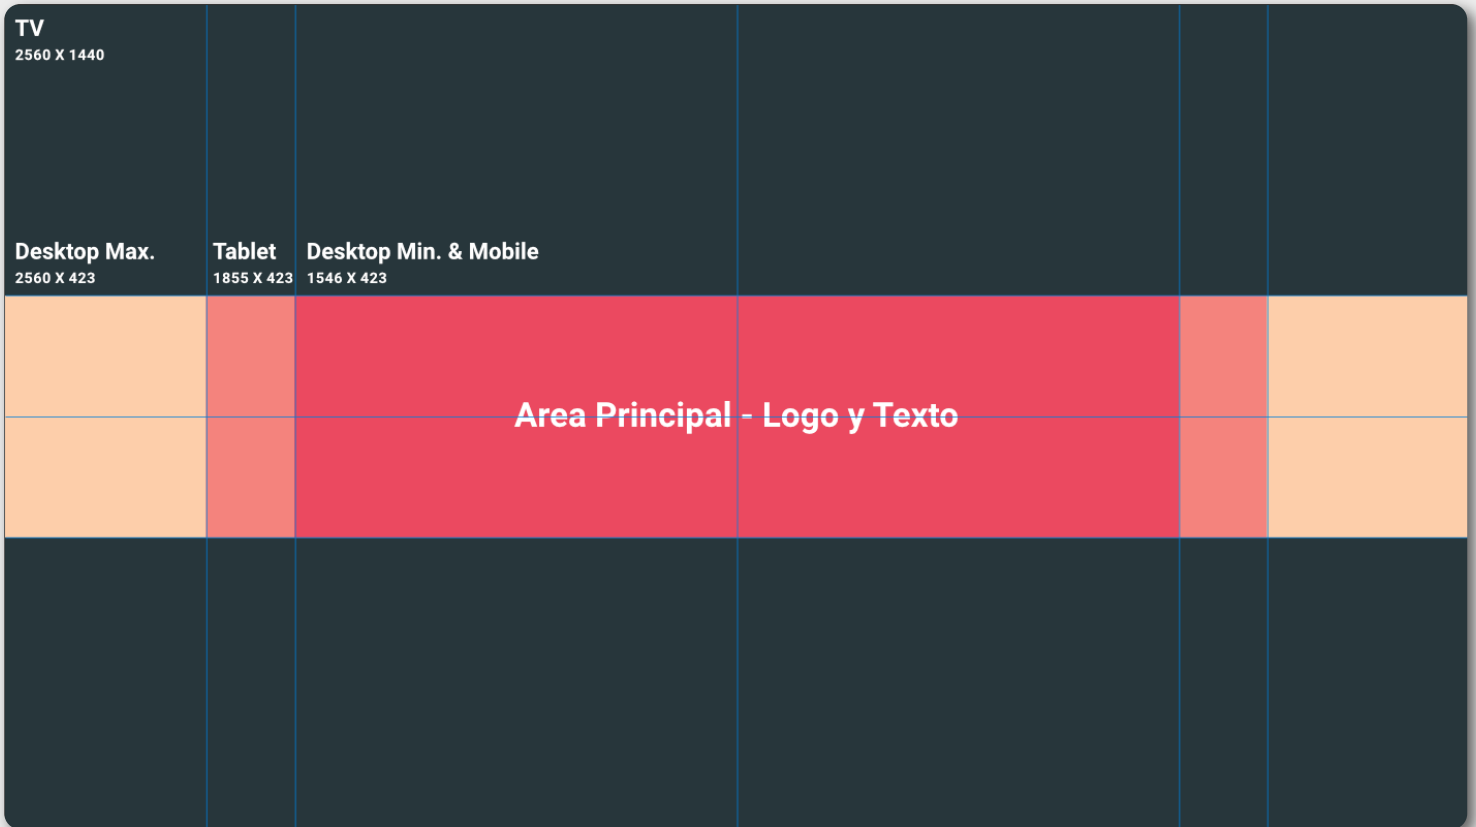 TV
2560 X 1440
Desktop Max.
2560 X 423
Tablet
1855 X 423
Desktop Min. & Mobile
1546 X 423
Area Principal - Logo y Texto